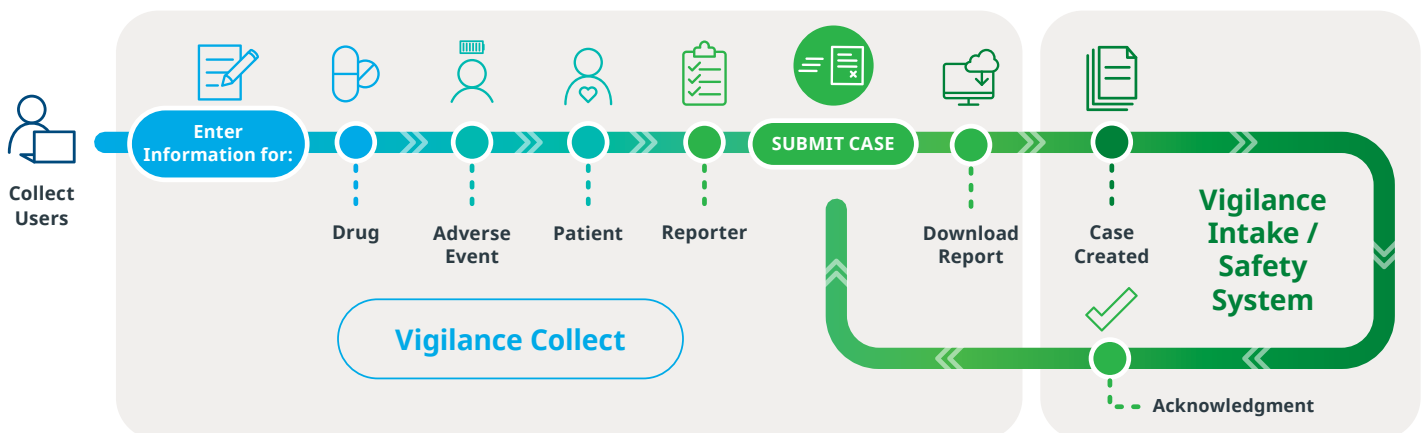 Collect
Users
Enter
Information for:
Drug
Adverse
Event
Patient
Reporter
SUBMIT CASE
Download
Report
Case
Created
Vigilance
Intake /
Safety
System
Vigilance Collect
Acknowledgment